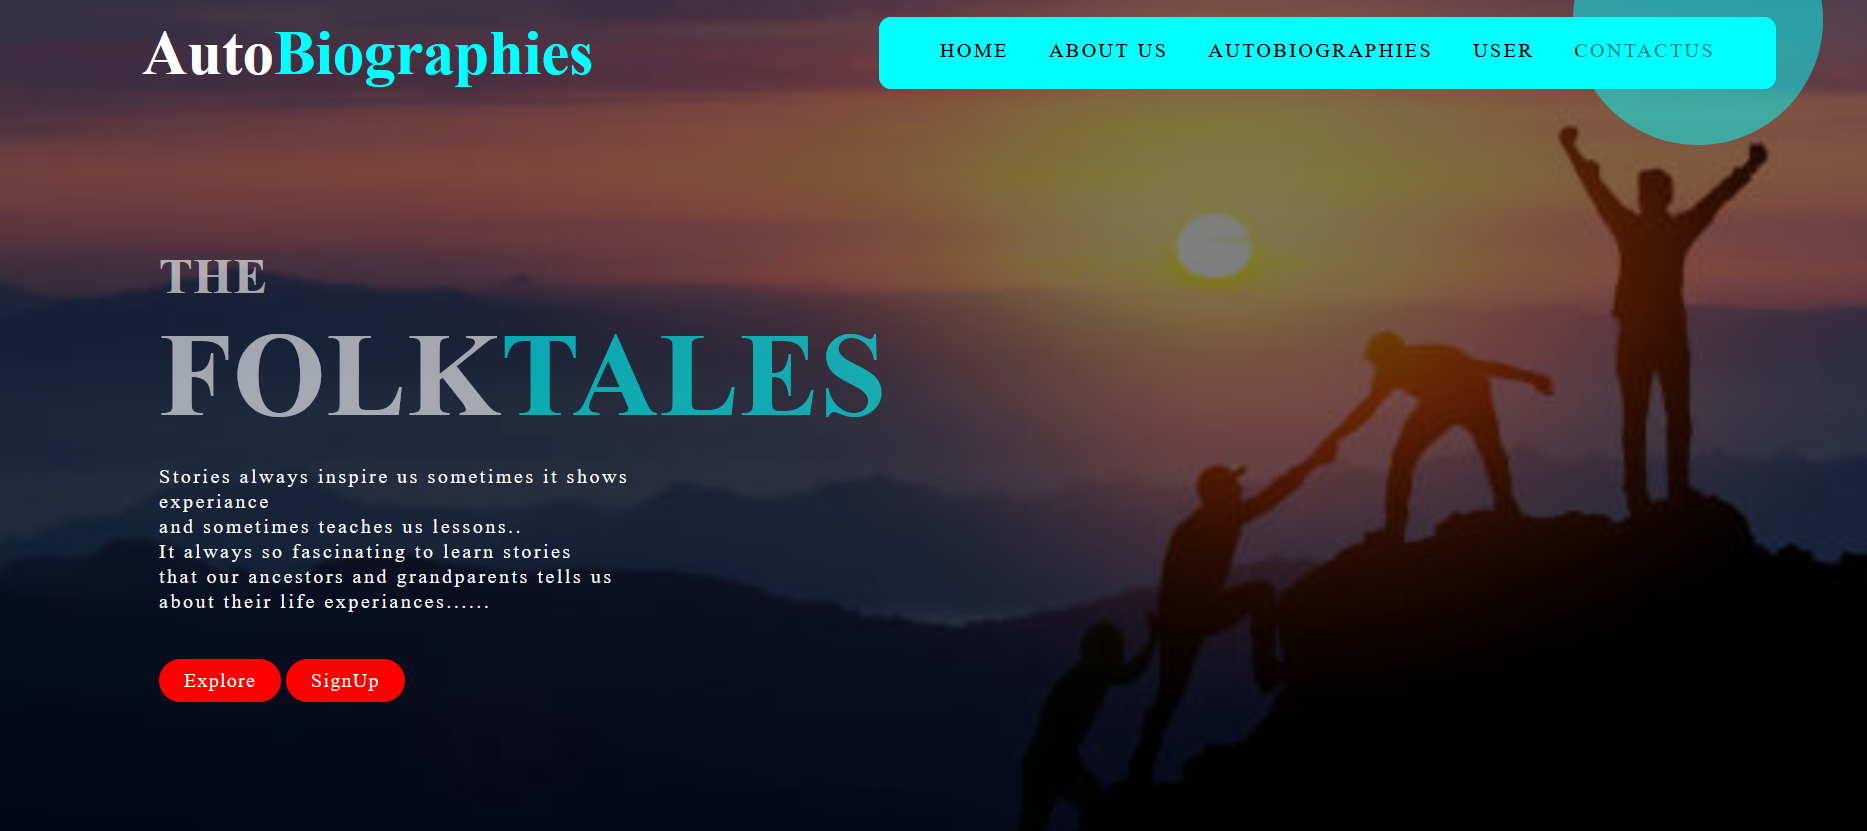 AutoBiographies
HOME ABOUT US AUTOBIOGRAPHIES USER CONTACTUS
THE
FOLKTALES
Stories always inspire us sometimes it shows
experiance
and sometimes teaches us lessons..
It always so fascinating to learn stories
that our ancestors and grandparents tells us
about their life experiances......
Explore SignUp